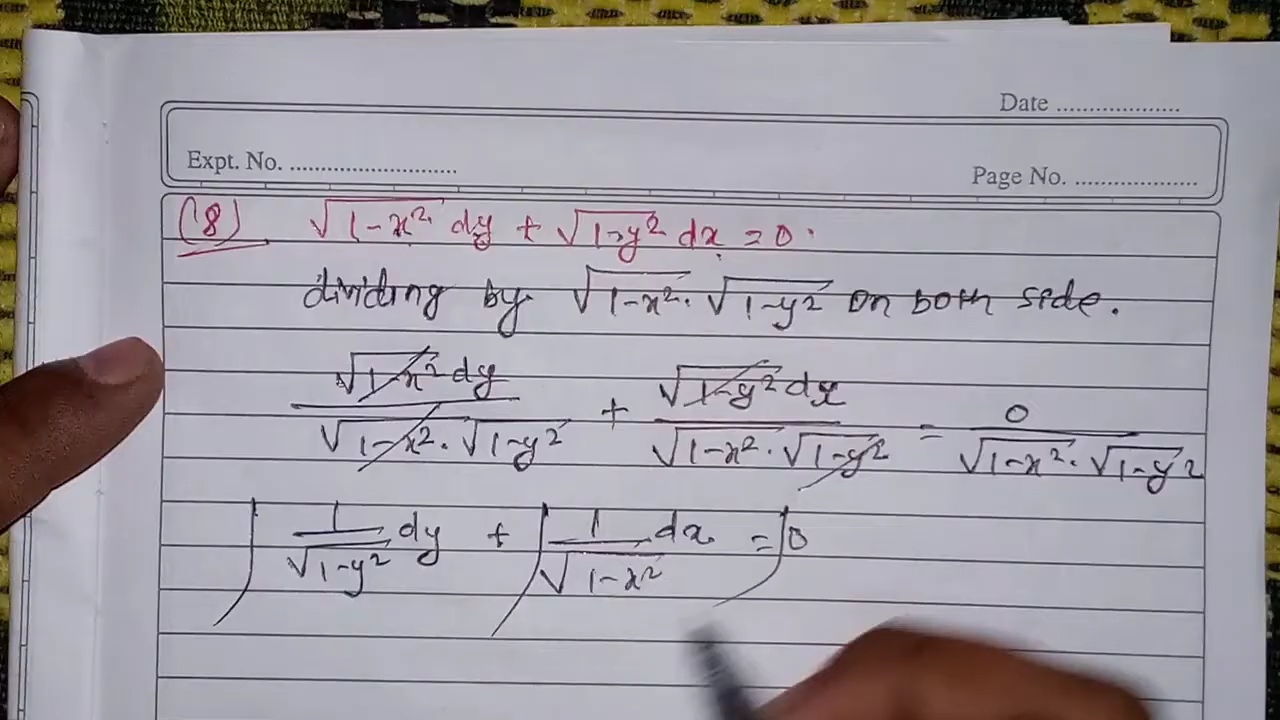 Date ....................
Expt. No. ............................
Page No. ....................
(8) √1-x² dy + √1-y² dx = 0.
dividing by √1-x² . √1-y² on both side.
√1-x² dy / √1-x² . √1-y² + √1-y² dx / √1-x² . √1-y² = 0 / √1-x² . √1-y²
∫ 1/√1-y² dy + ∫ 1/√1-x² dx = ∫0